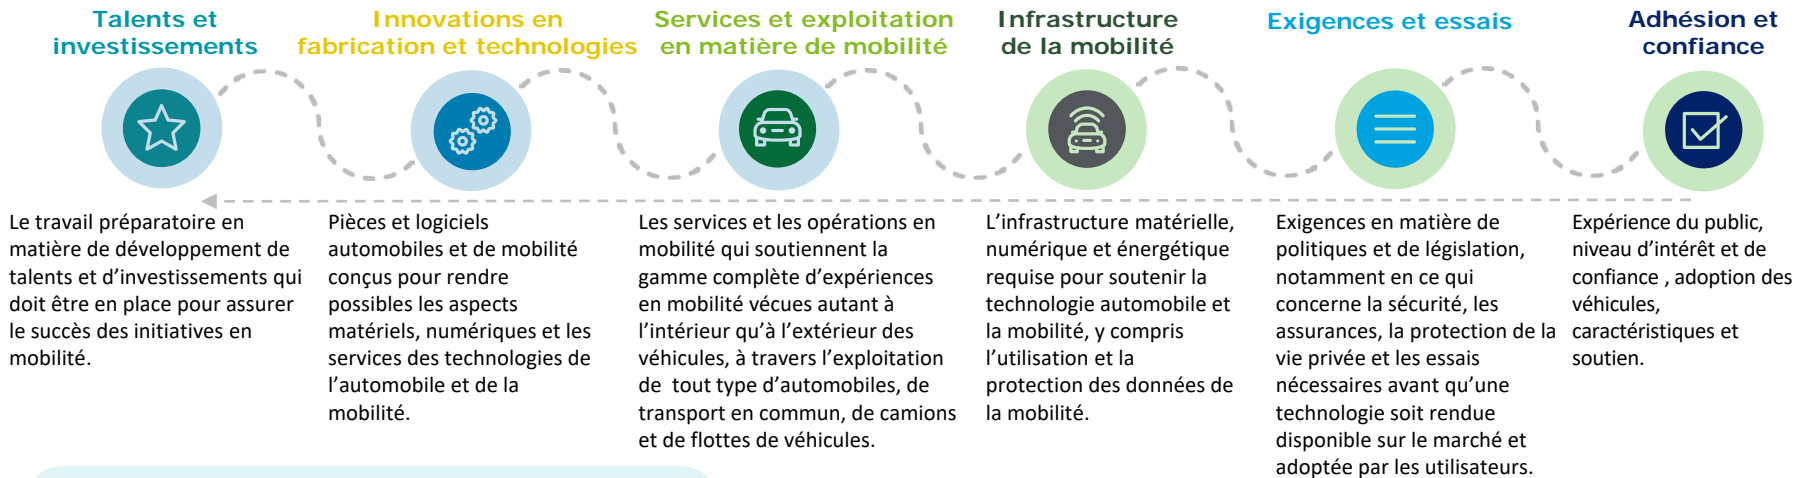 Talents et
investissements
Le travail préparatoire en
matière de développement de
talents et d’investissements qui
doit être en place pour assurer
le succès des initiatives en
mobilité.
Innovations en
fabrication et technologies
Pièces et logiciels
automobiles et de mobilité
conçus pour rendre
possibles les aspects
matériels, numériques et les
services des technologies de
l’automobile et de la
mobilité.
Services et exploitation
en matière de mobilité
Les services et les opérations en
mobilité qui soutiennent la
gamme complète d’expériences
en mobilité vécues autant à
l’intérieur qu’à l’extérieur des
véhicules, à travers l’exploitation
de tout type d’automobiles, de
transport en commun, de camions
et de flottes de véhicules.
Infrastructure
de la mobilité
L’infrastructure matérielle,
numérique et énergétique
requise pour soutenir la
technologie automobile et
la mobilité, y compris
l’utilisation et la
protection des données de
la mobilité.
Exigences et essais
Exigences en matière de
politiques et de législation,
notamment en ce qui
concerne la sécurité, les
assurances, la protection de la
vie privée et les essais
nécessaires avant qu’une
technologie soit rendue
disponible sur le marché et
adoptée par les utilisateurs.
Adhésion et
confiance
Expérience du public,
niveau d’intérêt et de
confiance , adoption des
véhicules,
caractéristiques et
soutien.